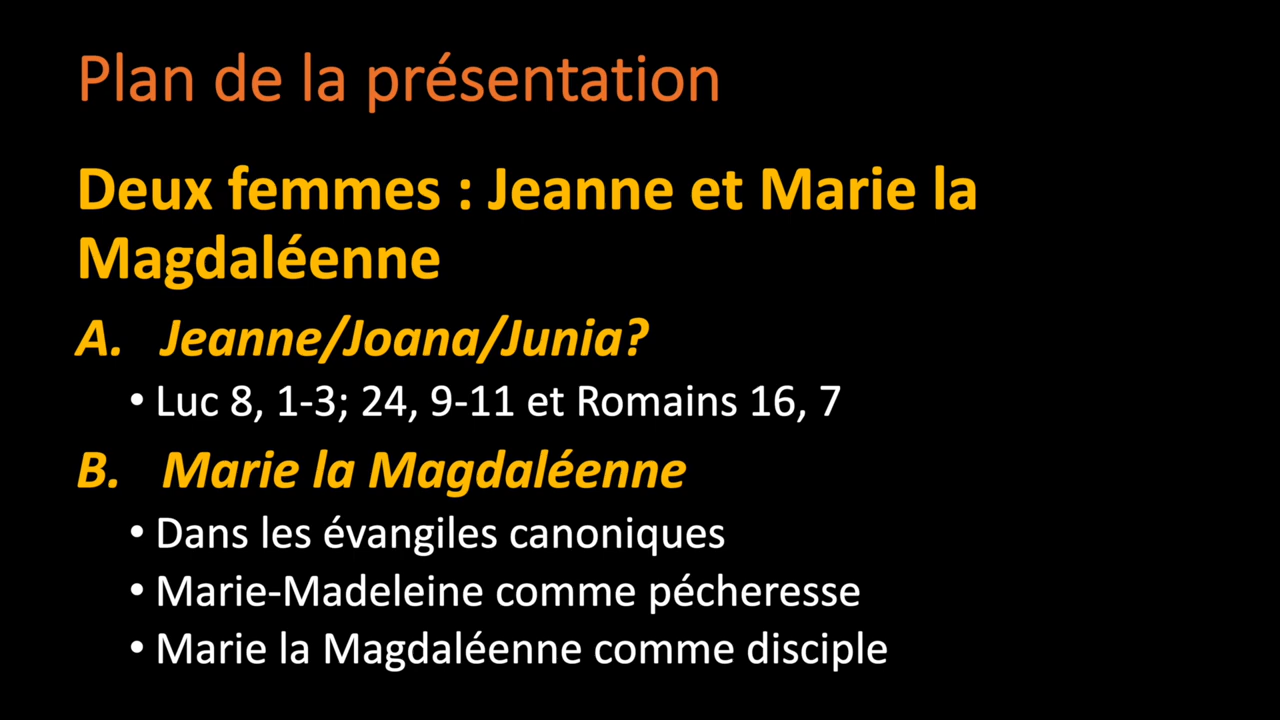 Plan de la présentation
Deux femmes : Jeanne et Marie la
Magdaléenne
A. Jeanne/Joana/Junia?
• Luc 8, 1-3; 24, 9-11 et Romains 16, 7
B. Marie la Magdaléenne
• Dans les évangiles canoniques
• Marie-Madeleine comme pécheresse
• Marie la Magdaléenne comme disciple